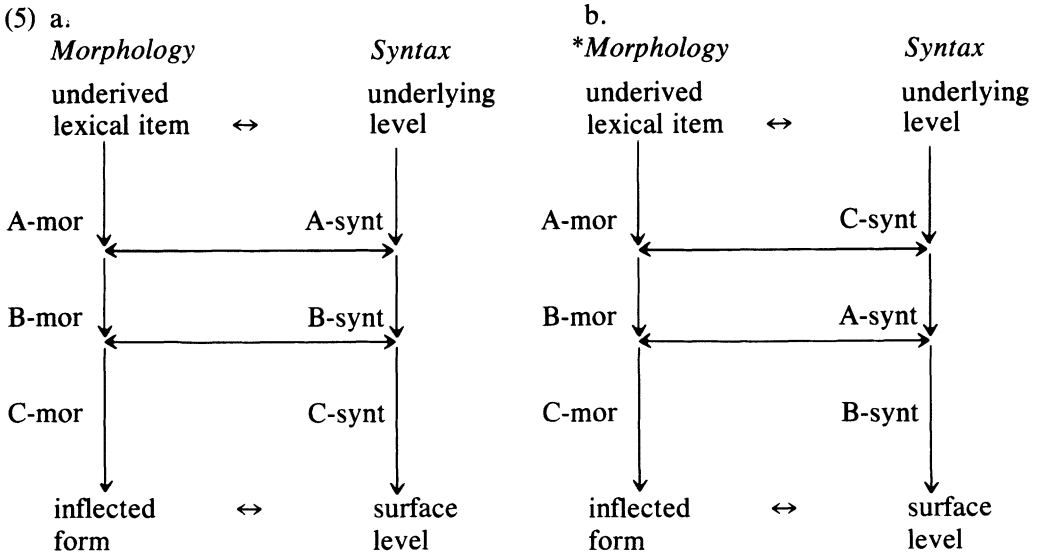 (5) a. b.
Morphology Syntax *Morphology Syntax
underived underlying underived underlying
lexical item ↔ level lexical item ↔ level
A-mor A-synt A-mor C-synt
B-mor B-synt B-mor A-synt
C-mor C-synt C-mor B-synt
inflected ↔ surface inflected ↔ surface
form level form level